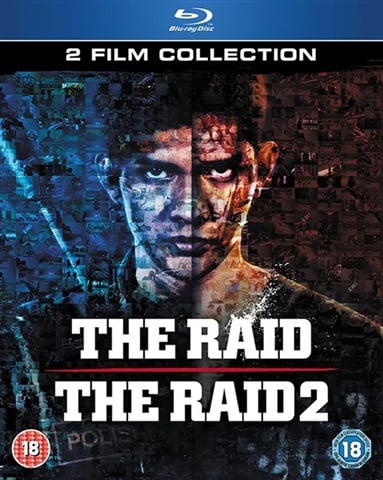 Blu-ray Disc
2 FILM COLLECTION
THE RAID
THE RAID 2
POLIS
18
18